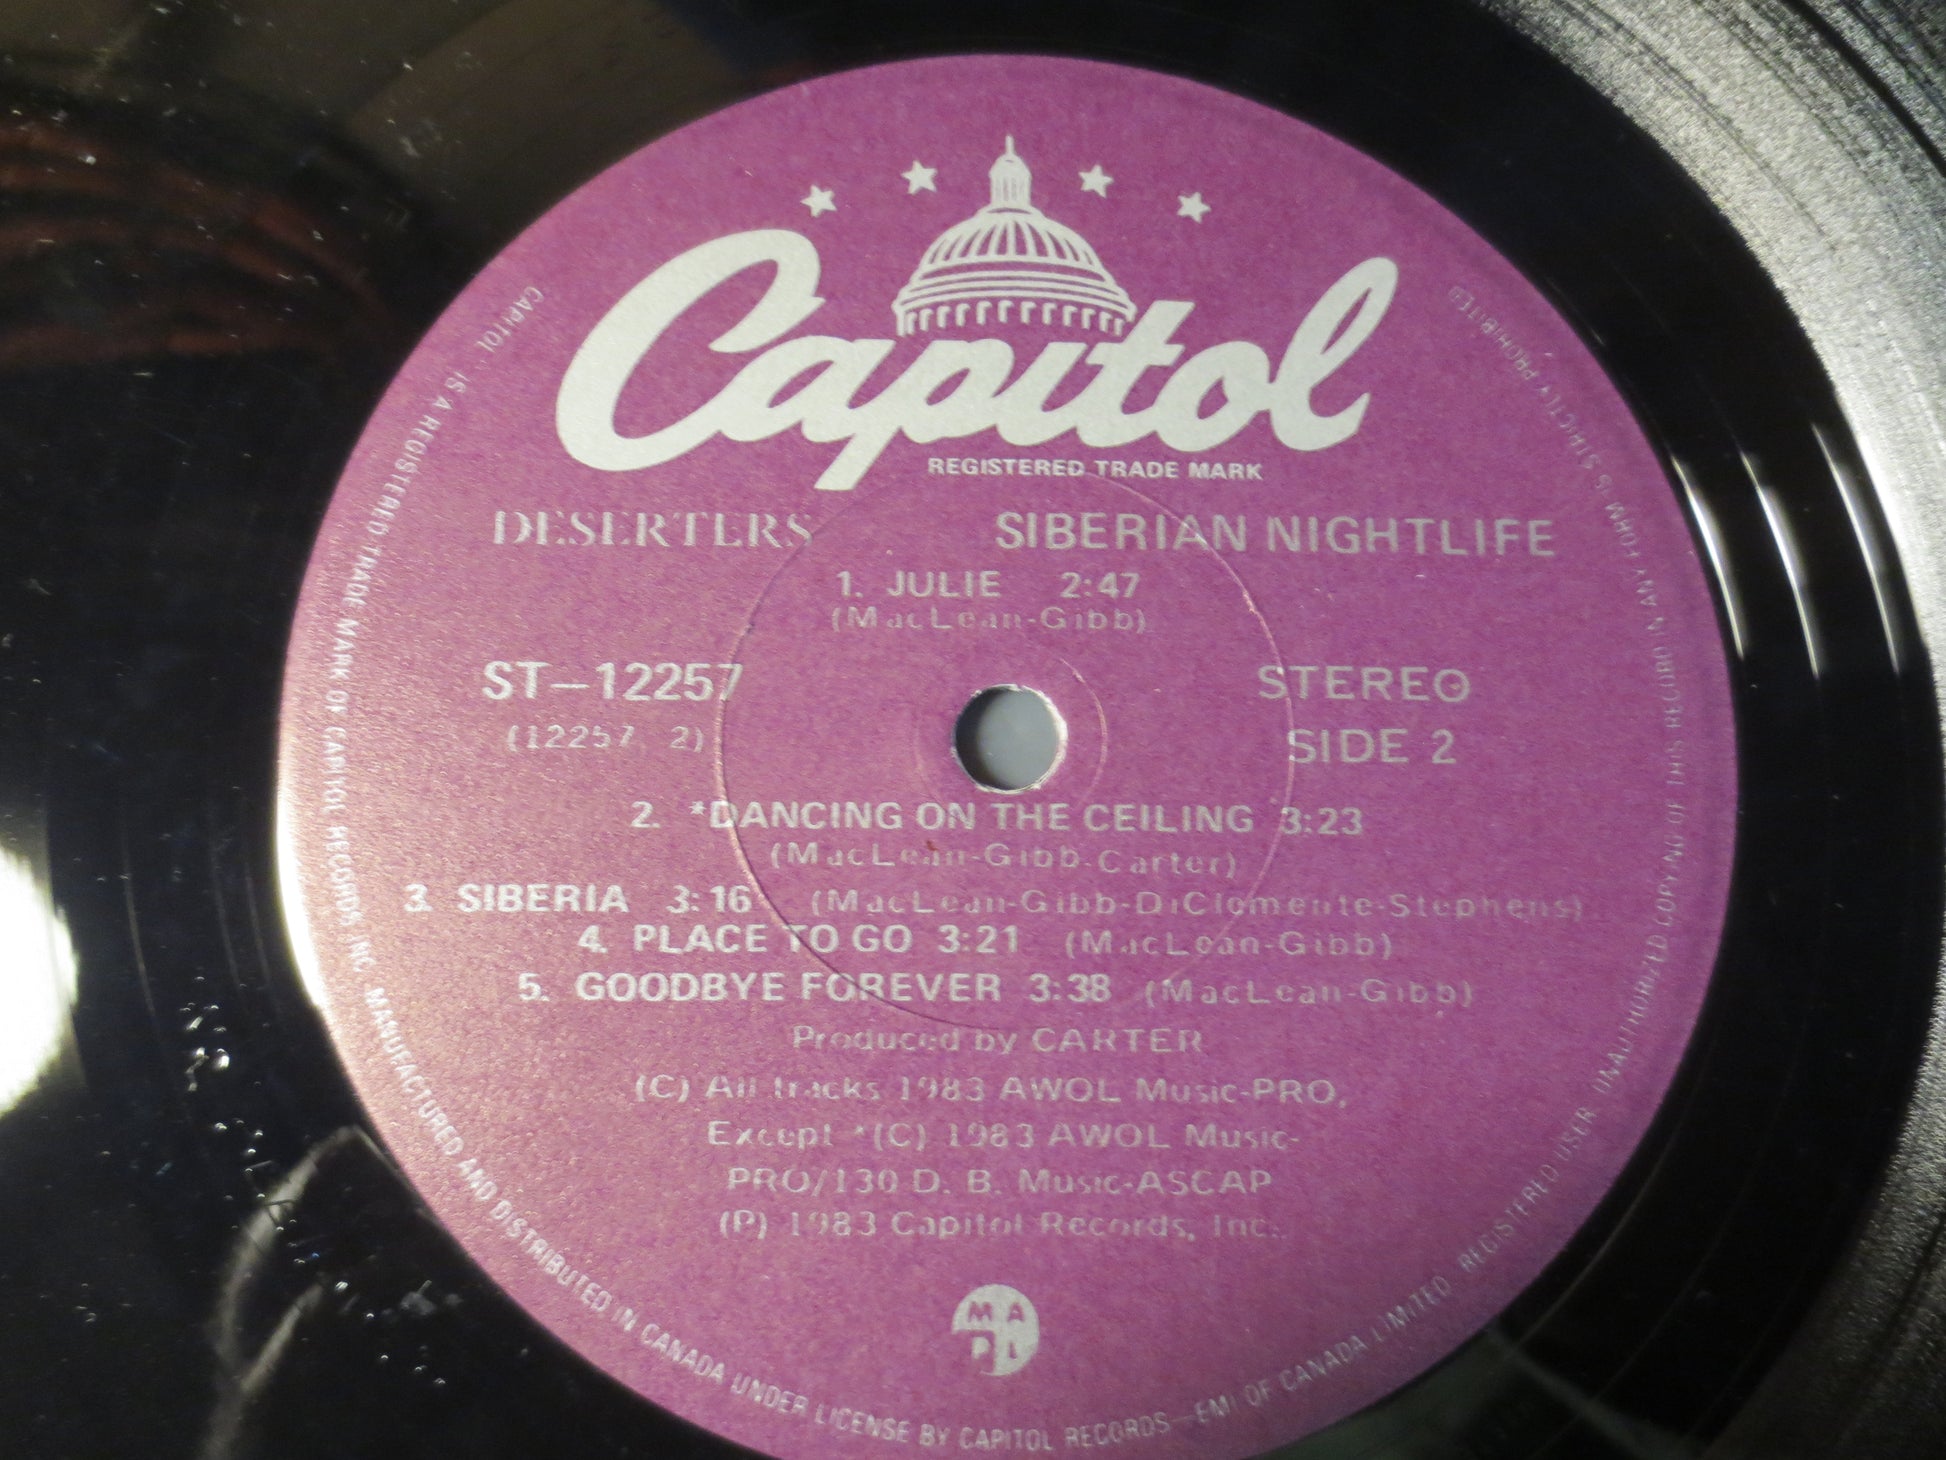 Capitol
REGISTERED TRADE MARK
DESERTERS SIBERIAN NIGHTLIFE
1. JULIE 2:47
(MacLean-Gibb)
ST-12257 STEREO
(12257 2) SIDE 2
2. *DANCING ON THE CEILING 3:23
(MacLean-Gibb-Carter)
3. SIBERIA 3:16 (MacLean-Gibb-DiClomente-Stephens)
4. PLACE TO GO 3:21 (MacLean-Gibb)
5. GOODBYE FOREVER 3:38 (MacLean-Gibb)
Produced by CARTER
(C) All tracks 1983 AWOL Music-PRO,
Except *(C) 1983 AWOL Music-
PRO/130 D. B. Music-ASCAP
(P) 1983 Capitol Records, Inc.
M A
P L
CAPITOL IS A REGISTERED TRADE MARK OF CAPITOL RECORDS INC. MANUFACTURED AND DISTRIBUTED IN CANADA UNDER LICENSE BY CAPITOL RECORDS—EMI OF CANADA LIMITED REGISTERED USER. UNAUTHORIZED COPYING OF THIS RECORD IN ANY FORM IS STRICTLY PROHIBITED